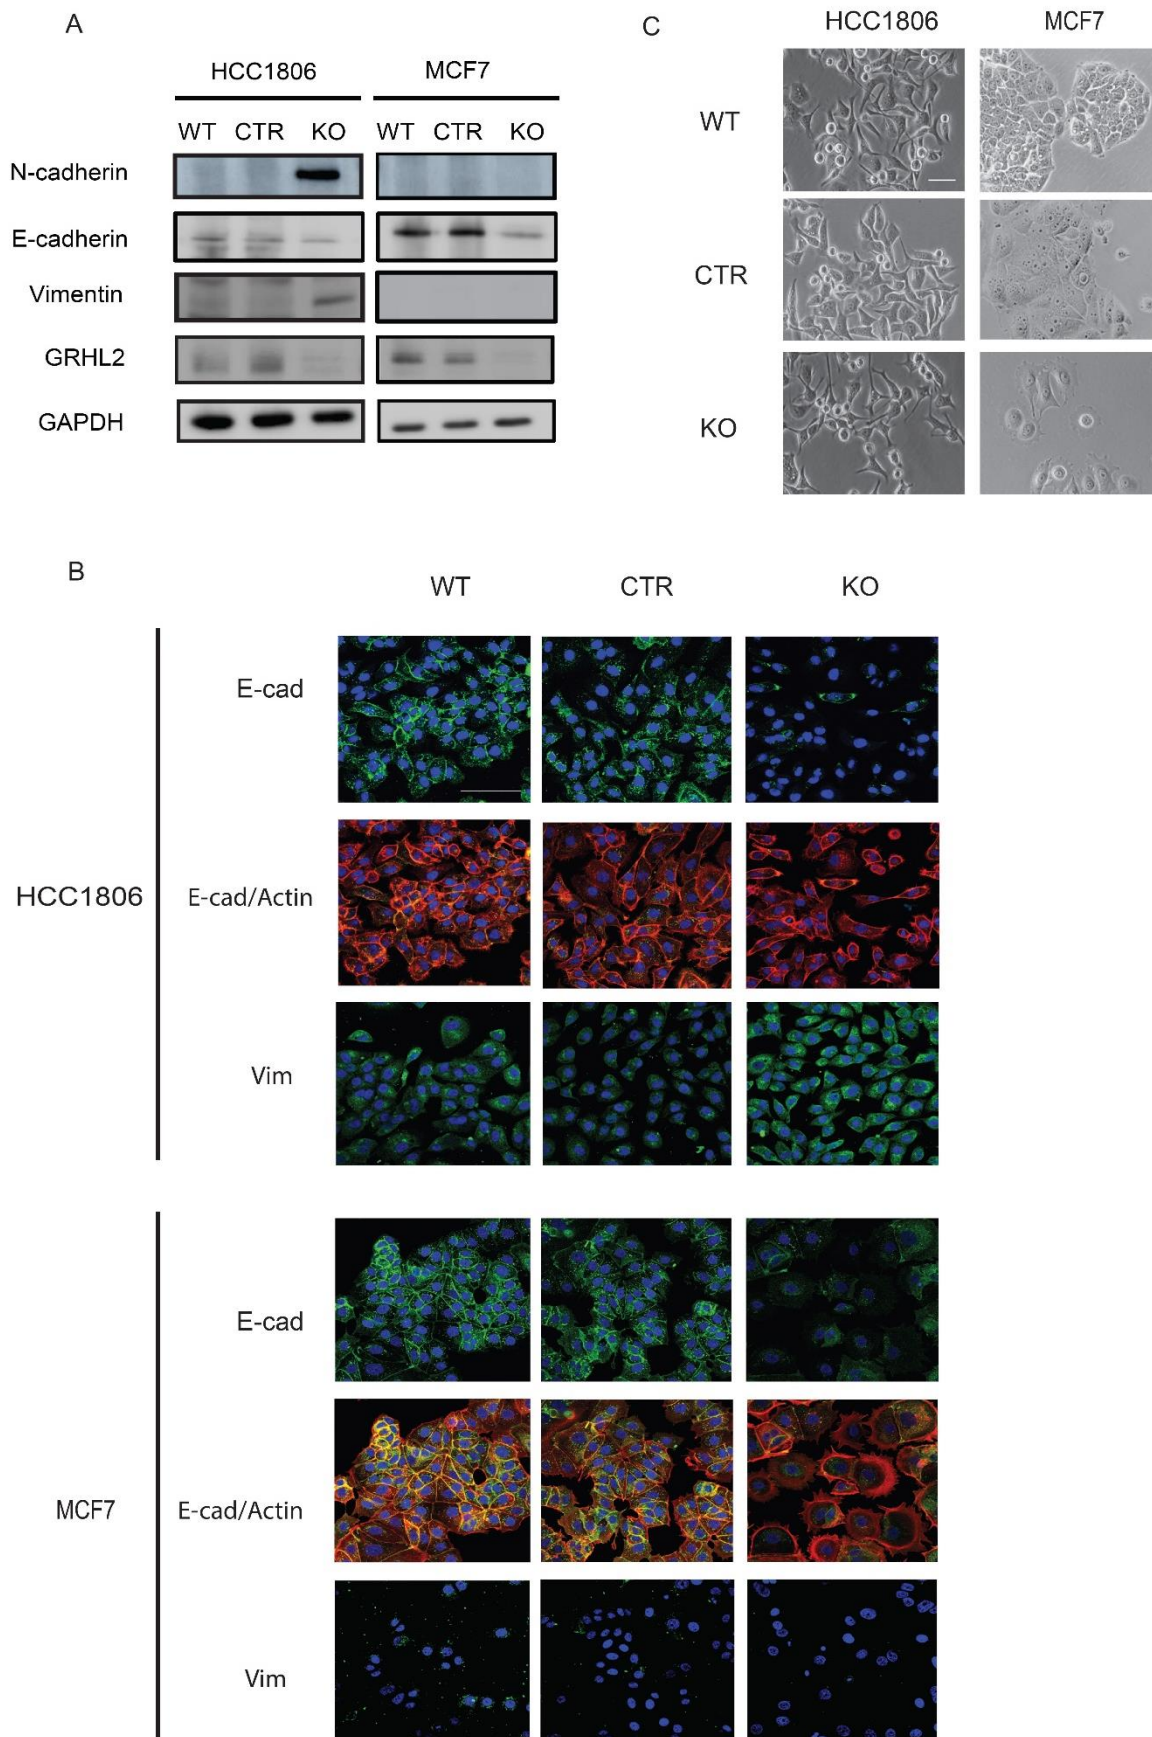 A
HCC1806 MCF7
WT CTR KO WT CTR KO
N-cadherin
E-cadherin
Vimentin
GRHL2
GAPDH
C
HCC1806 MCF7
WT
CTR
KO
B
WT CTR KO
HCC1806
E-cad
E-cad/Actin
Vim
MCF7
E-cad
E-cad/Actin
Vim